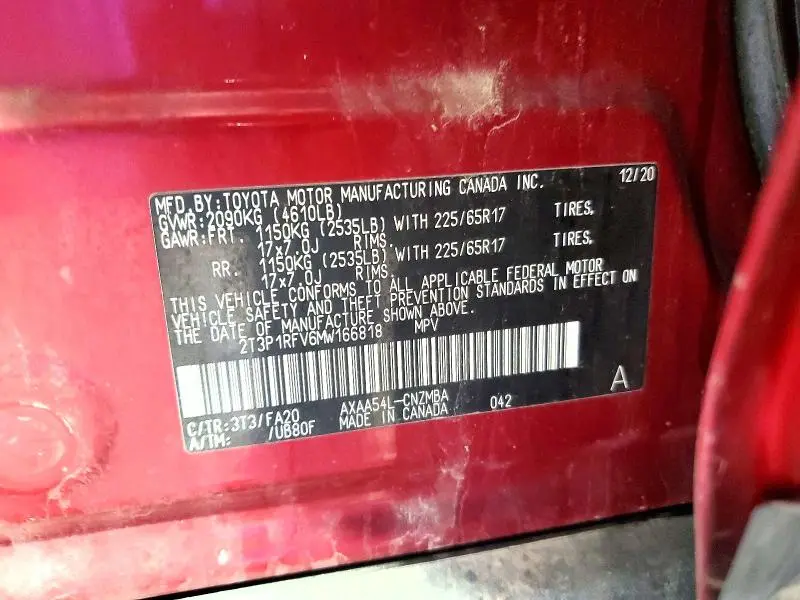 MFD.BY:TOYOTA MOTOR MANUFACTURING CANADA INC. 12/20
GVWR:2090KG (4610LB)
GAWR:FRT. 1150KG (2535LB) WITH 225/65R17 TIRES,
17x7.0J RIMS.
RR. 1150KG (2535LB) WITH 225/65R17 TIRES,
17x7.0J RIMS.
THIS VEHICLE CONFORMS TO ALL APPLICABLE FEDERAL MOTOR
VEHICLE SAFETY AND THEFT PREVENTION STANDARDS IN EFFECT ON
THE DATE OF MANUFACTURE SHOWN ABOVE.
2T3P1RFV6MW166818 MPV
A
C/TR:3T3/FA20 AXAA54L-CNZMBA 042
A/TM: /UB80F MADE IN CANADA